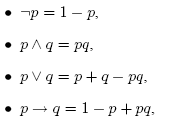 • ¬p = 1 − p,
• p ∧ q = pq,
• p ∨ q = p + q − pq,
• p → q = 1 − p + pq,